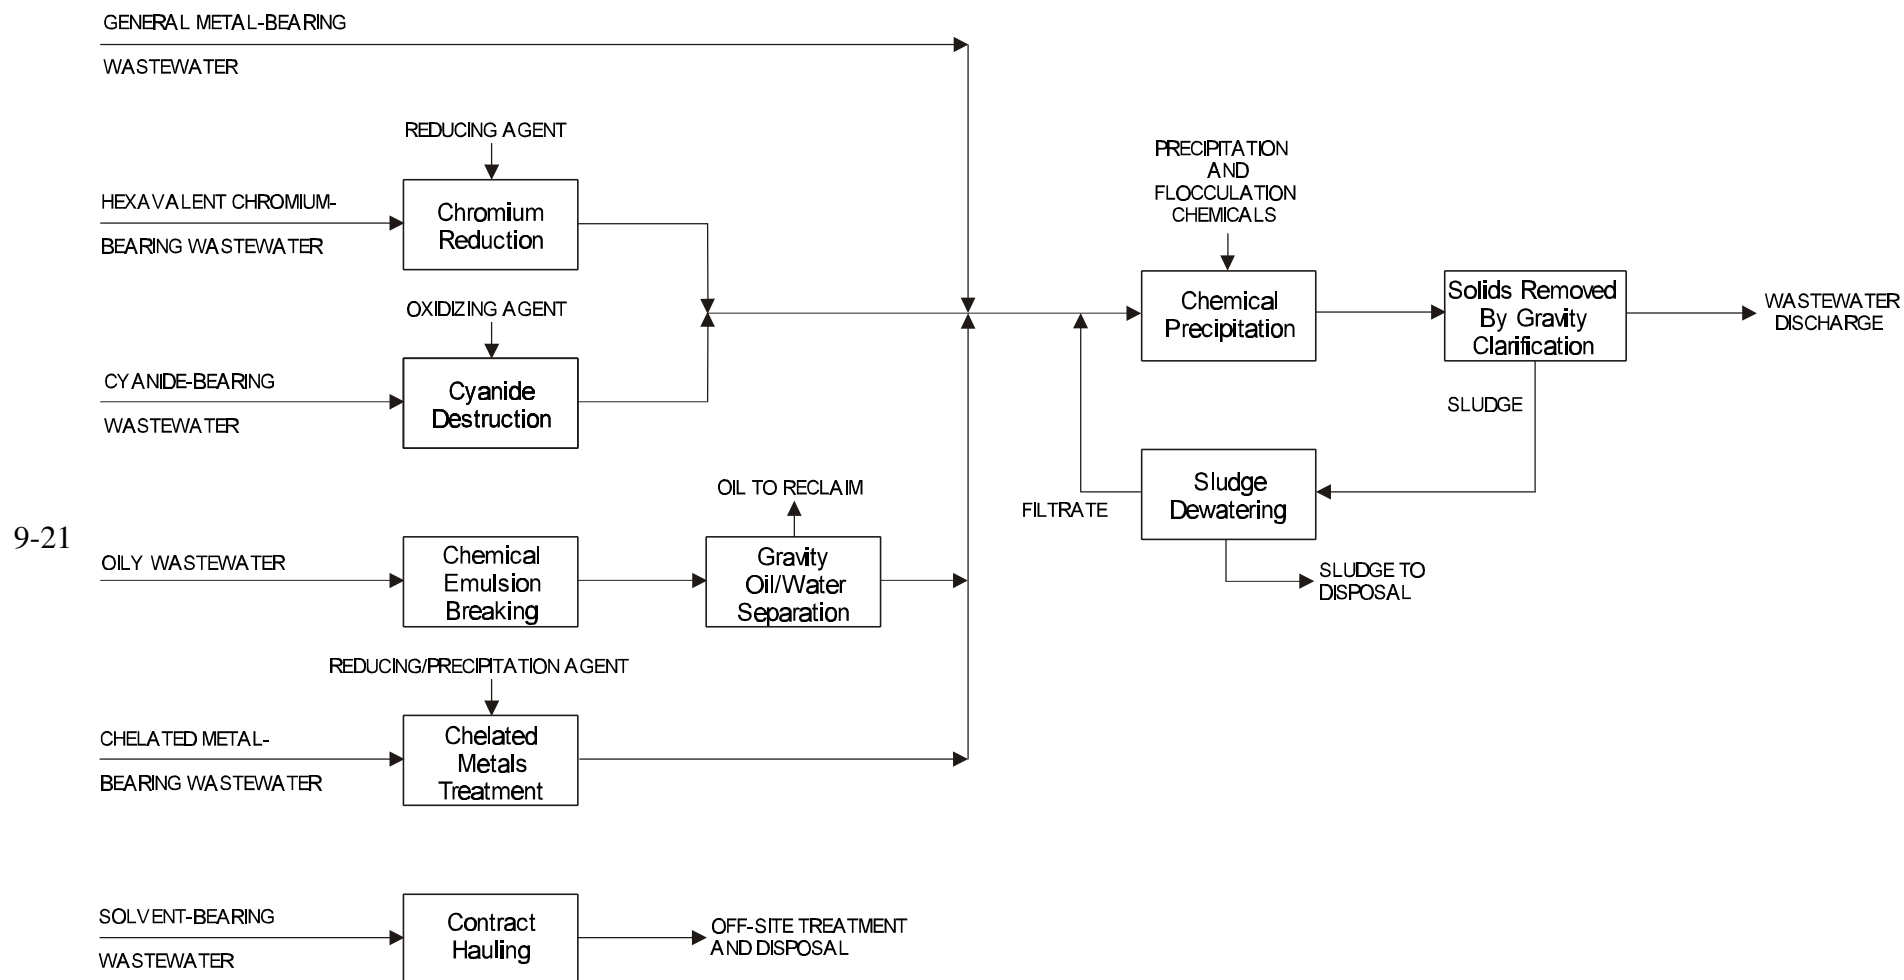 GENERAL METAL-BEARING
WASTEWATER
REDUCING AGENT
HEXAVALENT CHROMIUM-
BEARING WASTEWATER
Chromium
Reduction
OXIDIZING AGENT
CYANIDE-BEARING
WASTEWATER
Cyanide
Destruction
PRECIPITATION
AND
FLOCCULATION
CHEMICALS
Chemical
Precipitation
Solids Removed
By Gravity
Clarification
WASTEWATER
DISCHARGE
SLUDGE
Sludge
Dewatering
FILTRATE
SLUDGE TO
DISPOSAL
9-21
OILY WASTEWATER
Chemical
Emulsion
Breaking
OIL TO RECLAIM
Gravity
Oil/Water
Separation
REDUCING/PRECIPITATION AGENT
CHELATED METAL-
BEARING WASTEWATER
Chelated
Metals
Treatment
SOLVENT-BEARING
WASTEWATER
Contract
Hauling
OFF-SITE TREATMENT
AND DISPOSAL